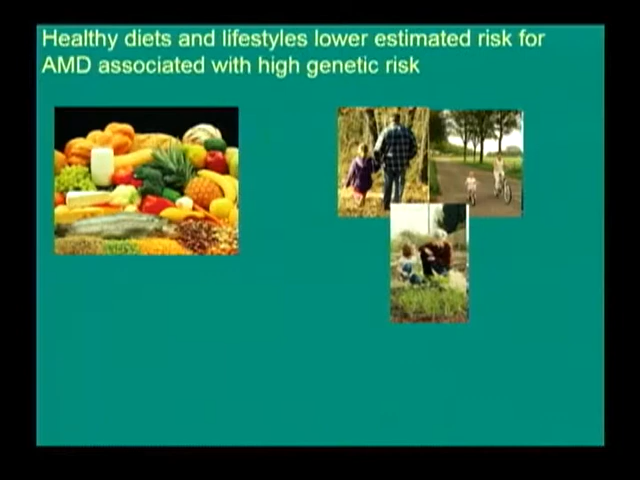 Healthy diets and lifestyles lower estimated risk for
AMD associated with high genetic risk